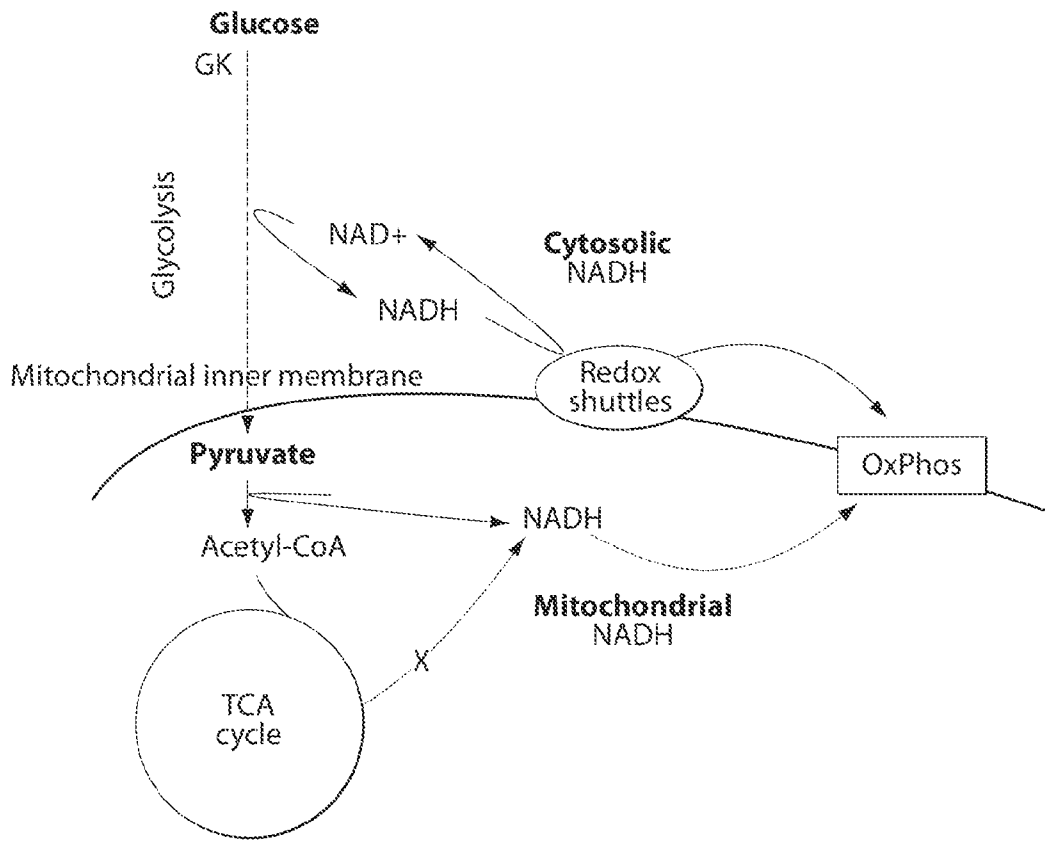 Glucose
GK
Glycolysis
NAD+
NADH
Cytosolic
NADH
Mitochondrial inner membrane
Redox
shuttles
OxPhos
Pyruvate
NADH
Acetyl-CoA
Mitochondrial
NADH
X
TCA
cycle